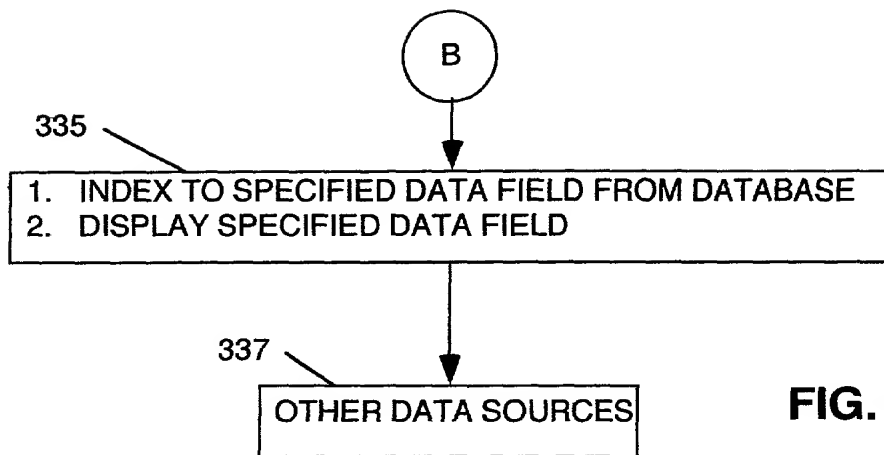 B
335
1. INDEX TO SPECIFIED DATA FIELD FROM DATABASE
2. DISPLAY SPECIFIED DATA FIELD
337
OTHER DATA SOURCES
FIG.